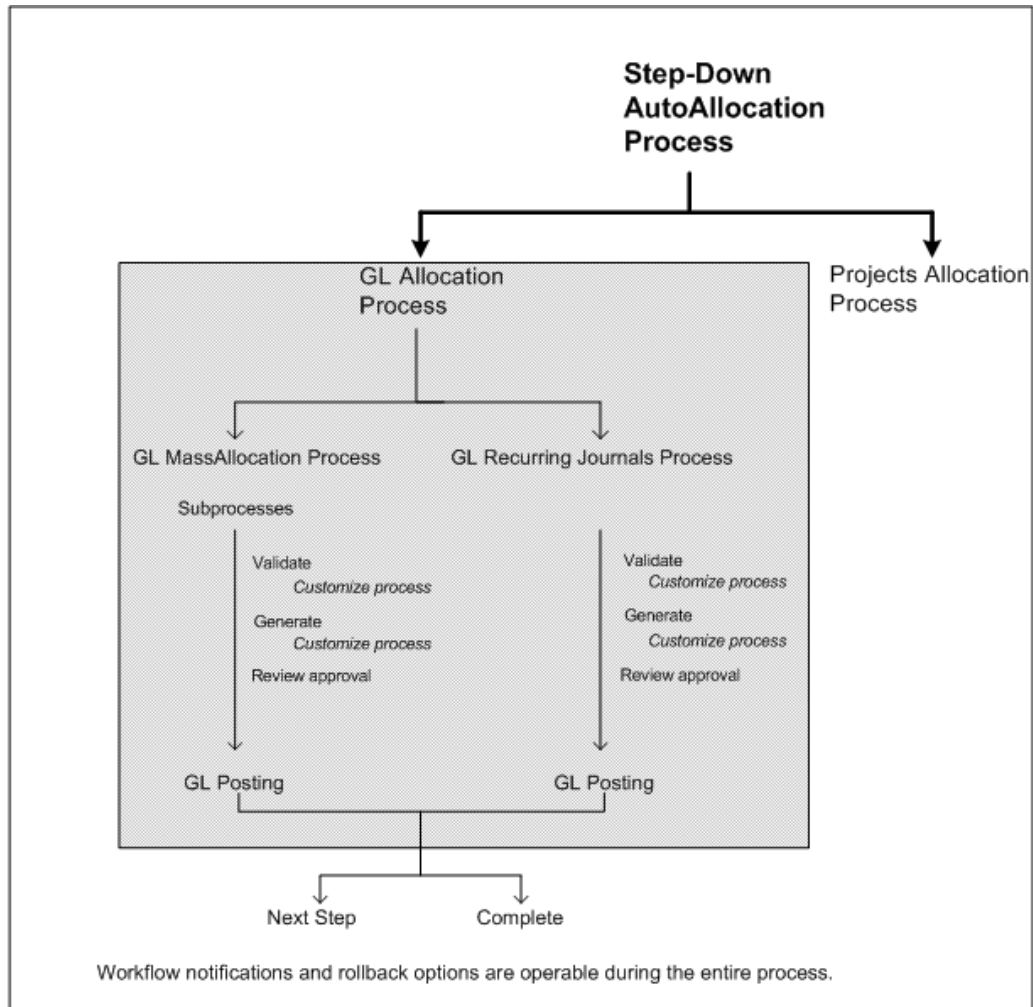 Step-Down
AutoAllocation
Process
GL Allocation
Process
Projects Allocation
Process
GL MassAllocation Process
GL Recurring Journals Process
Subprocesses
Validate
Customize process
Generate
Customize process
Review approval
Validate
Customize process
Generate
Customize process
Review approval
GL Posting
GL Posting
Next Step
Complete
Workflow notifications and rollback options are operable during the entire process.